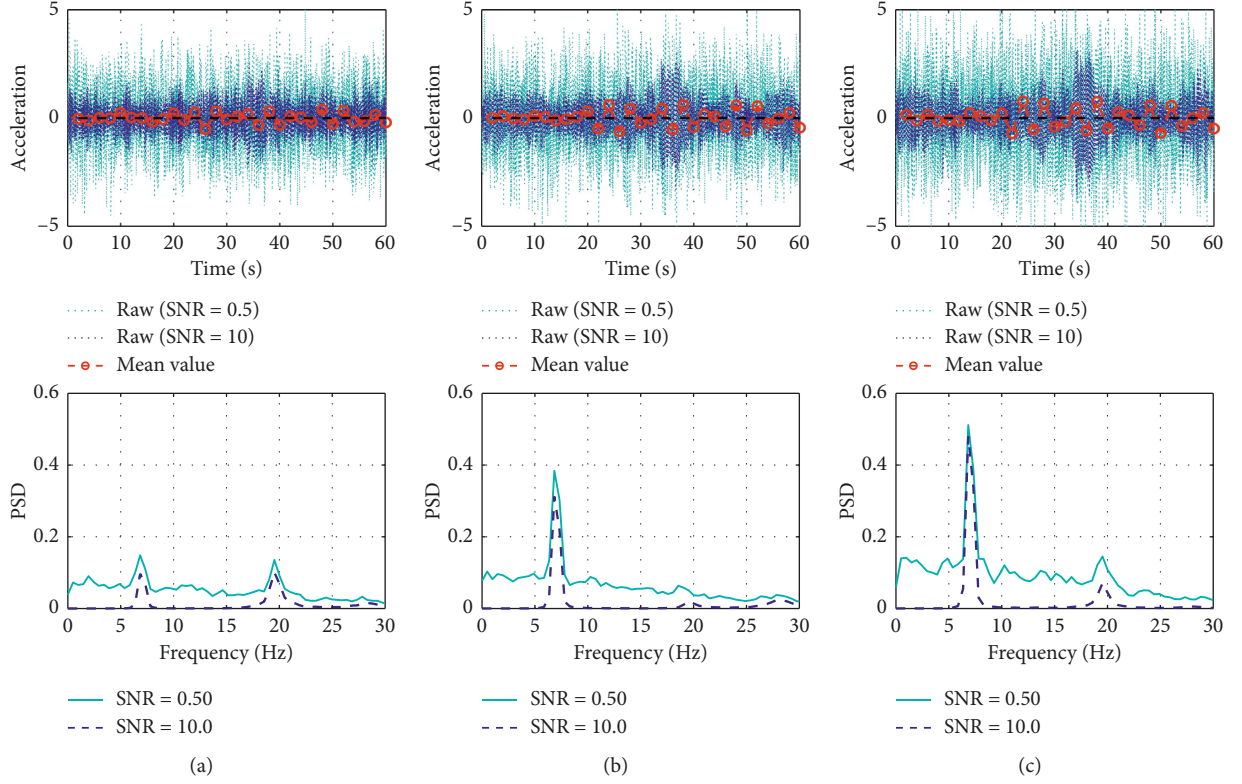 5
0
−5
Acceleration
0 10 20 30 40 50 60
Time (s)
Raw (SNR = 0.5)
Raw (SNR = 10)
Mean value
0.6
0.4
0.2
0
PSD
0 5 10 15 20 25 30
Frequency (Hz)
SNR = 0.50
SNR = 10.0
(a)
5
0
−5
Acceleration
0 10 20 30 40 50 60
Time (s)
Raw (SNR = 0.5)
Raw (SNR = 10)
Mean value
0.6
0.4
0.2
0
PSD
0 5 10 15 20 25 30
Frequency (Hz)
SNR = 0.50
SNR = 10.0
(b)
5
0
−5
Acceleration
0 10 20 30 40 50 60
Time (s)
Raw (SNR = 0.5)
Raw (SNR = 10)
Mean value
0.6
0.4
0.2
0
PSD
0 5 10 15 20 25 30
Frequency (Hz)
SNR = 0.50
SNR = 10.0
(c)